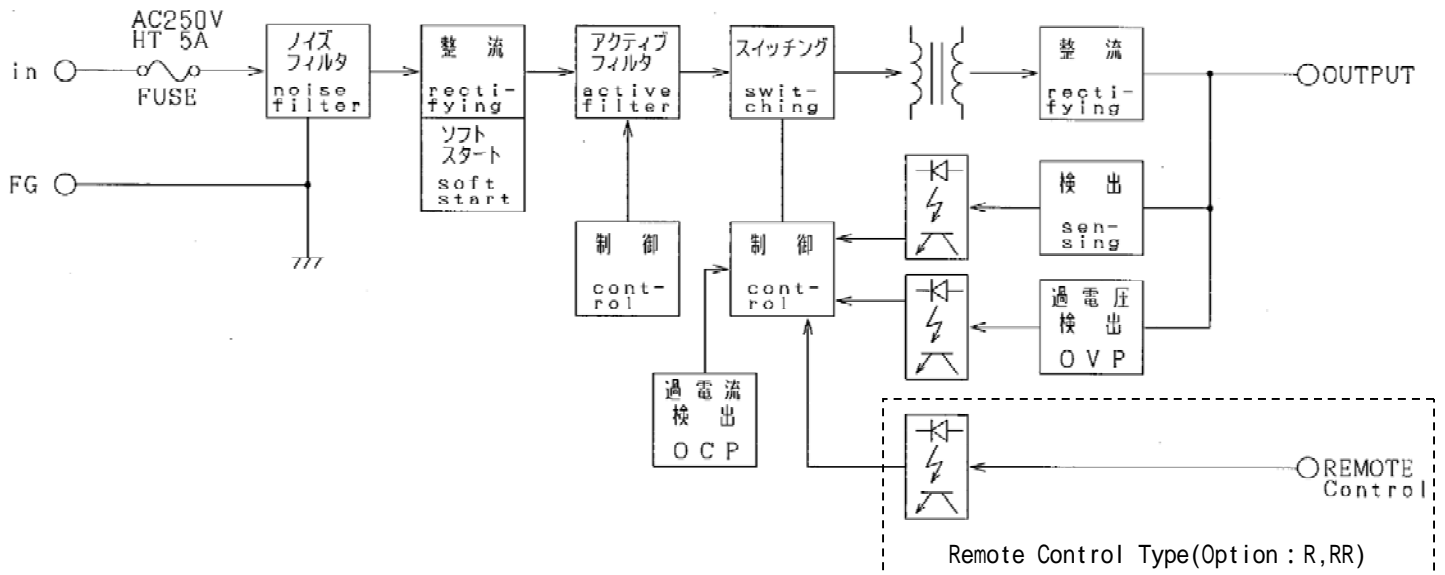 AC250V
HT 5A
in
FUSE
ノイズ
フィルタ
noise
filter
整 流
recti-
fying
ソフト
スタート
soft
start
アクティブ
フィルタ
active
filter
スイッチング
swit-
ching
整 流
recti-
fying
OUTPUT
FG
制 御
cont-
rol
制 御
cont-
rol
検 出
sen-
sing
過 電 圧
検 出
O V P
過 電 流
検 出
O C P
REMOTE
Control
Remote Control Type(Option : R,RR)